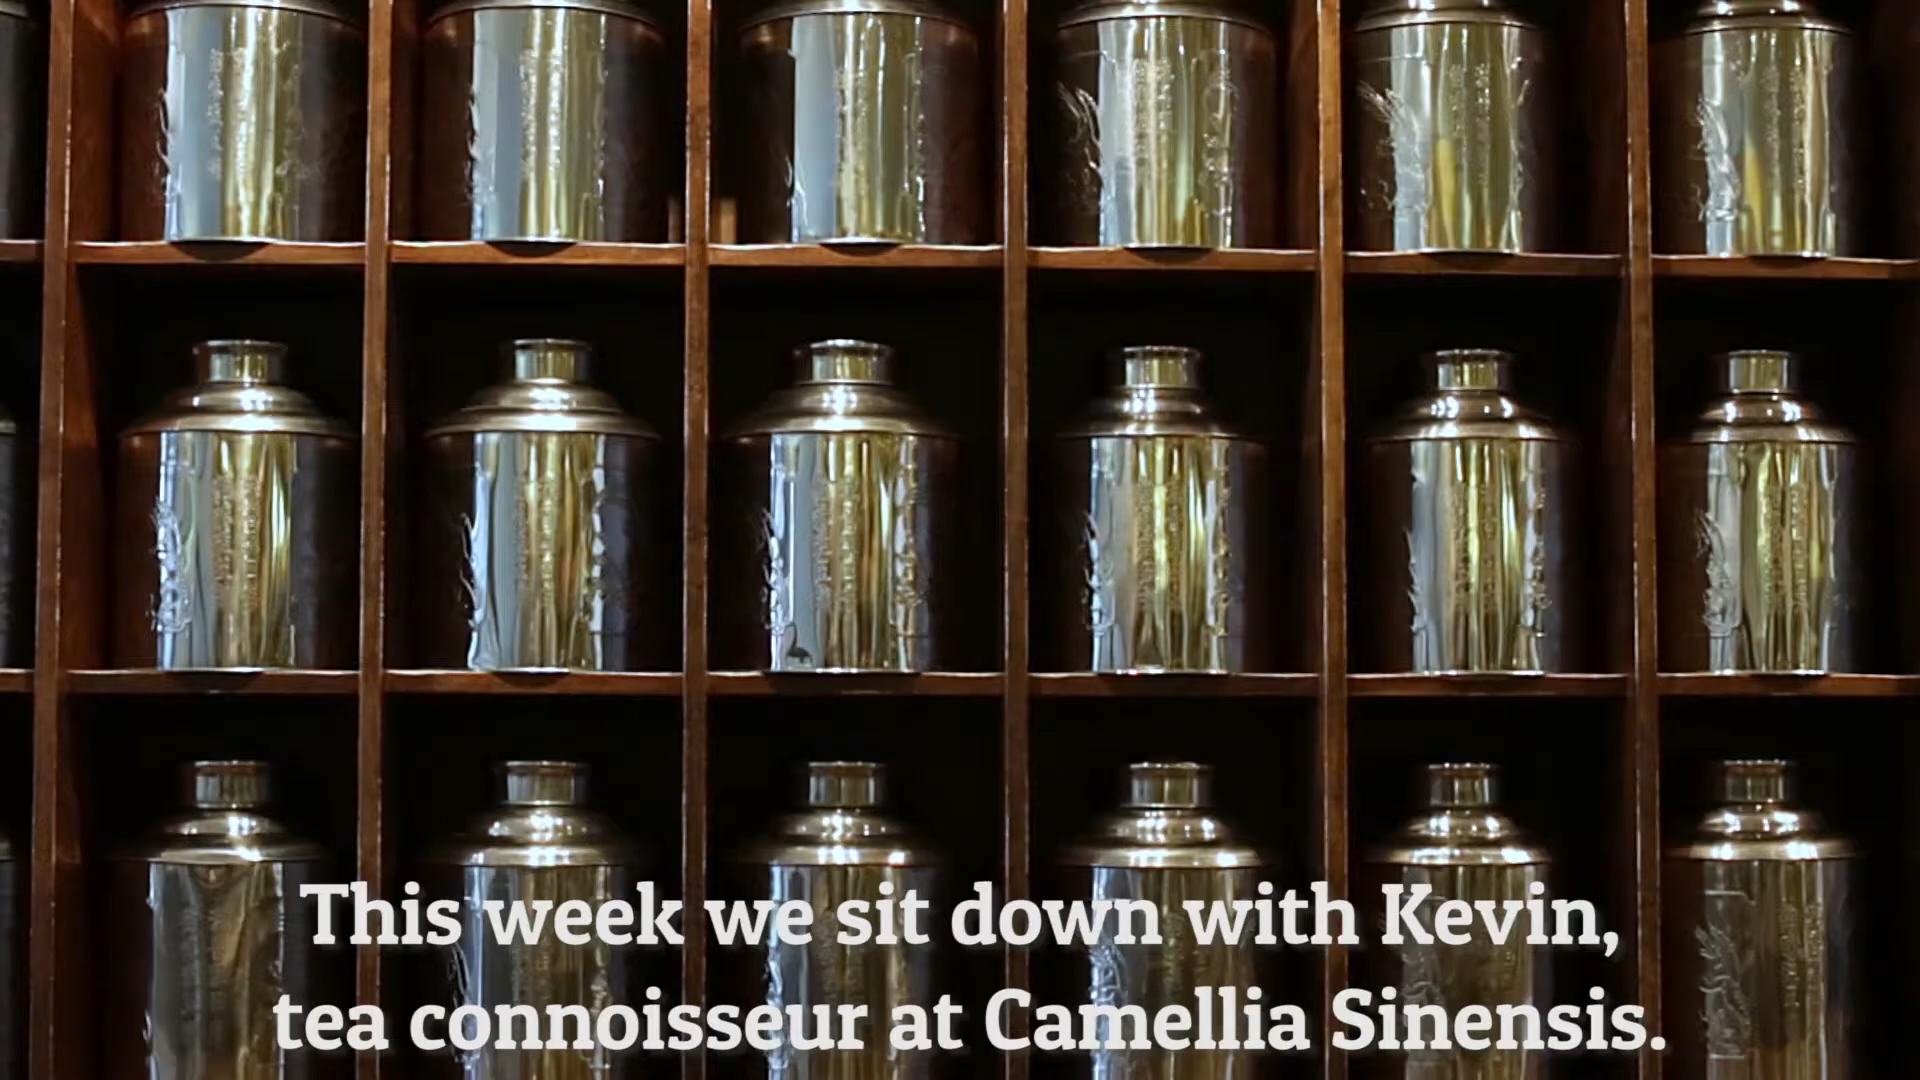 This week we sit down with Kevin,
tea connoisseur at Camellia Sinensis.